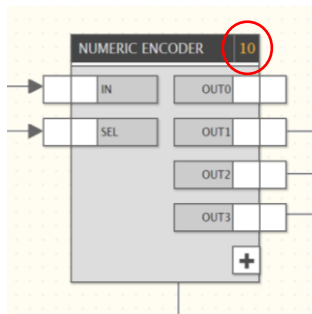 NUMERIC ENCODER 10
IN OUT0
SEL OUT1
OUT2
OUT3
+